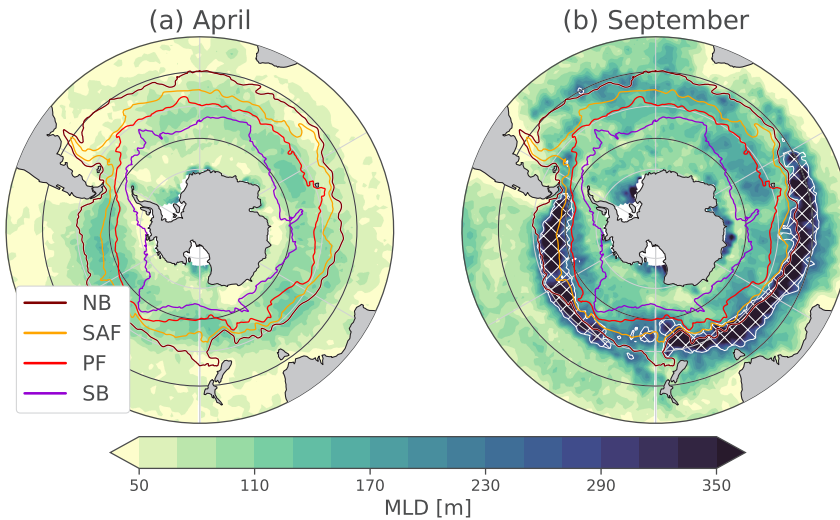 (a) April
(b) September
NB
SAF
PF
SB
50 110 170 230 290 350
MLD [m]